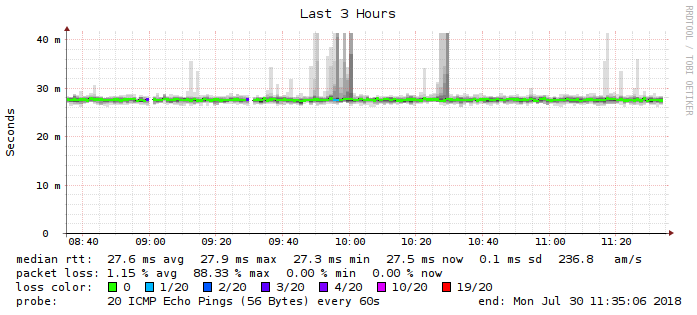 Last 3 Hours
RRDTOOL / TOBI OETIKER
Seconds
40 m
30 m
20 m
10 m
0
08:40 09:00 09:20 09:40 10:00 10:20 10:40 11:00 11:20
median rtt: 27.6 ms avg 27.9 ms max 27.3 ms min 27.5 ms now 0.1 ms sd 236.8 am/s
packet loss: 1.15 % avg 88.33 % max 0.00 % min 0.00 % now
loss color: 0 1/20 2/20 3/20 4/20 10/20 19/20
probe: 20 ICMP Echo Pings (56 Bytes) every 60s end: Mon Jul 30 11:35:06 2018